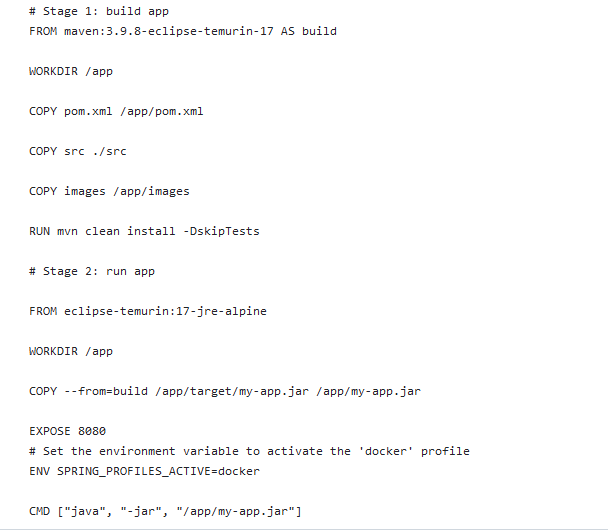 # Stage 1: build app
FROM maven:3.9.8-eclipse-temurin-17 AS build
WORKDIR /app
COPY pom.xml /app/pom.xml
COPY src ./src
COPY images /app/images
RUN mvn clean install -DskipTests
# Stage 2: run app
FROM eclipse-temurin:17-jre-alpine
WORKDIR /app
COPY --from=build /app/target/my-app.jar /app/my-app.jar
EXPOSE 8080
# Set the environment variable to activate the 'docker' profile
ENV SPRING_PROFILES_ACTIVE=docker
CMD ["java", "-jar", "/app/my-app.jar"]